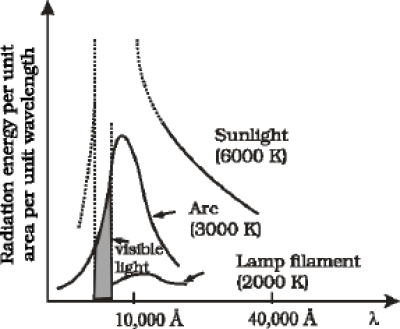 Radiation energy per unit
area per unit wavelength
Sunlight
(6000 K)
Arc
(3000 K)
visible
light
Lamp filament
(2000 K)
10,000 Å
40,000 Å
λ